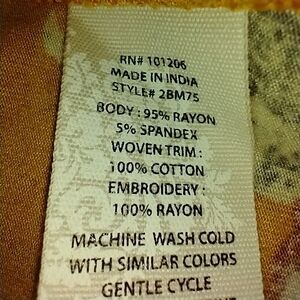 RN# 101206
MADE IN INDIA
STYLE# 2BM75
BODY : 95% RAYON
5% SPANDEX
WOVEN TRIM :
100% COTTON
EMBROIDERY :
100% RAYON
MACHINE WASH COLD
WITH SIMILAR COLORS
GENTLE CYCLE